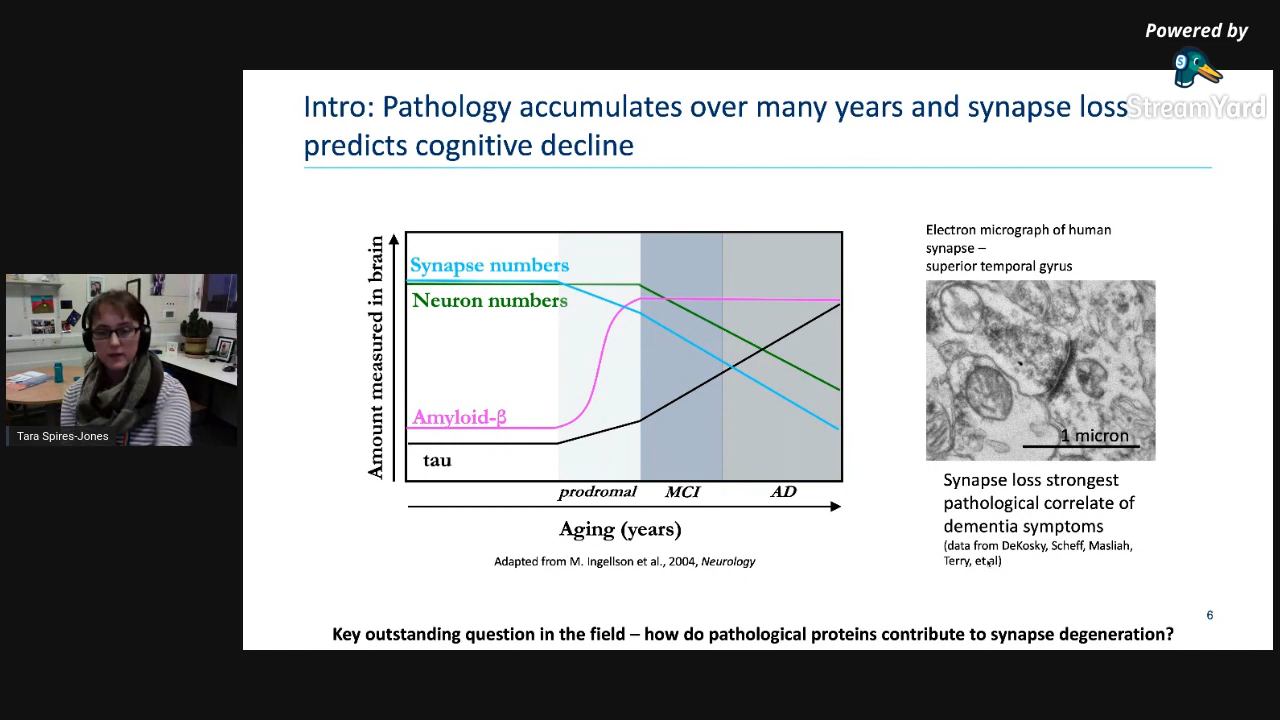 Powered by
StreamYard
Intro: Pathology accumulates over many years and synapse loss
predicts cognitive decline
Amount measured in brain
Synapse numbers
Neuron numbers
Amyloid-β
tau
prodromal
MCI
AD
Aging (years)
Adapted from M. Ingellson et al., 2004, Neurology
Electron micrograph of human
synapse –
superior temporal gyrus
1 micron
Synapse loss strongest
pathological correlate of
dementia symptoms
(data from DeKosky, Scheff, Masliah,
Terry, et al)
6
Key outstanding question in the field – how do pathological proteins contribute to synapse degeneration?
Tara Spires-Jones